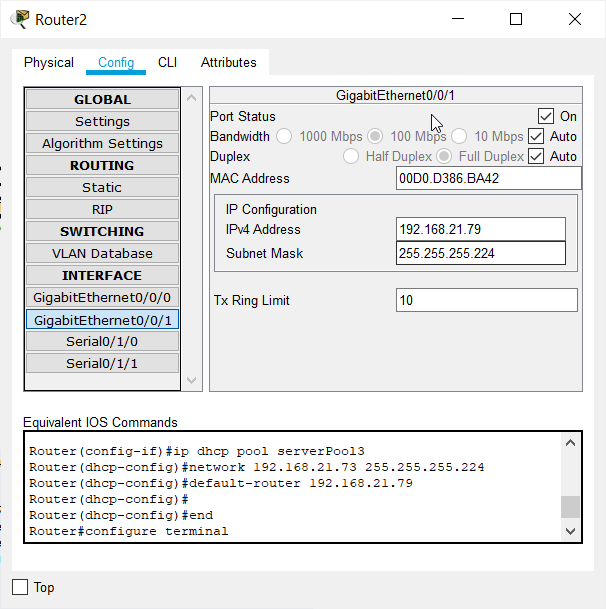 Router2
Physical Config CLI Attributes
GLOBAL
Settings
Algorithm Settings
ROUTING
Static
RIP
SWITCHING
VLAN Database
INTERFACE
GigabitEthernet0/0/0
GigabitEthernet0/0/1
Serial0/1/0
Serial0/1/1
GigabitEthernet0/0/1
Port Status On
Bandwidth 1000 Mbps 100 Mbps 10 Mbps Auto
Duplex Half Duplex Full Duplex Auto
MAC Address 00D0.D386.BA42
IP Configuration
IPv4 Address 192.168.21.79
Subnet Mask 255.255.255.224
Tx Ring Limit 10
Equivalent IOS Commands
Router(config-if)#ip dhcp pool serverPool3
Router(dhcp-config)#network 192.168.21.73 255.255.255.224
Router(dhcp-config)#default-router 192.168.21.79
Router(dhcp-config)#
Router(dhcp-config)#end
Router#configure terminal
Top